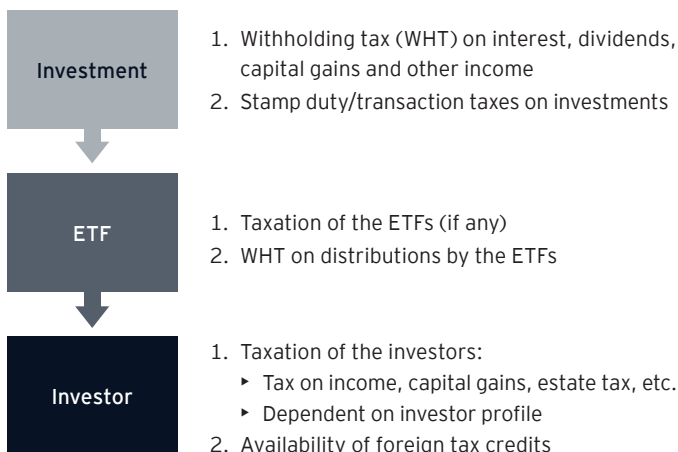 Investment
1. Withholding tax (WHT) on interest, dividends,
capital gains and other income
2. Stamp duty/transaction taxes on investments
ETF
1. Taxation of the ETFs (if any)
2. WHT on distributions by the ETFs
Investor
1. Taxation of the investors:
‣ Tax on income, capital gains, estate tax, etc.
‣ Dependent on investor profile
2. Availability of foreign tax credits